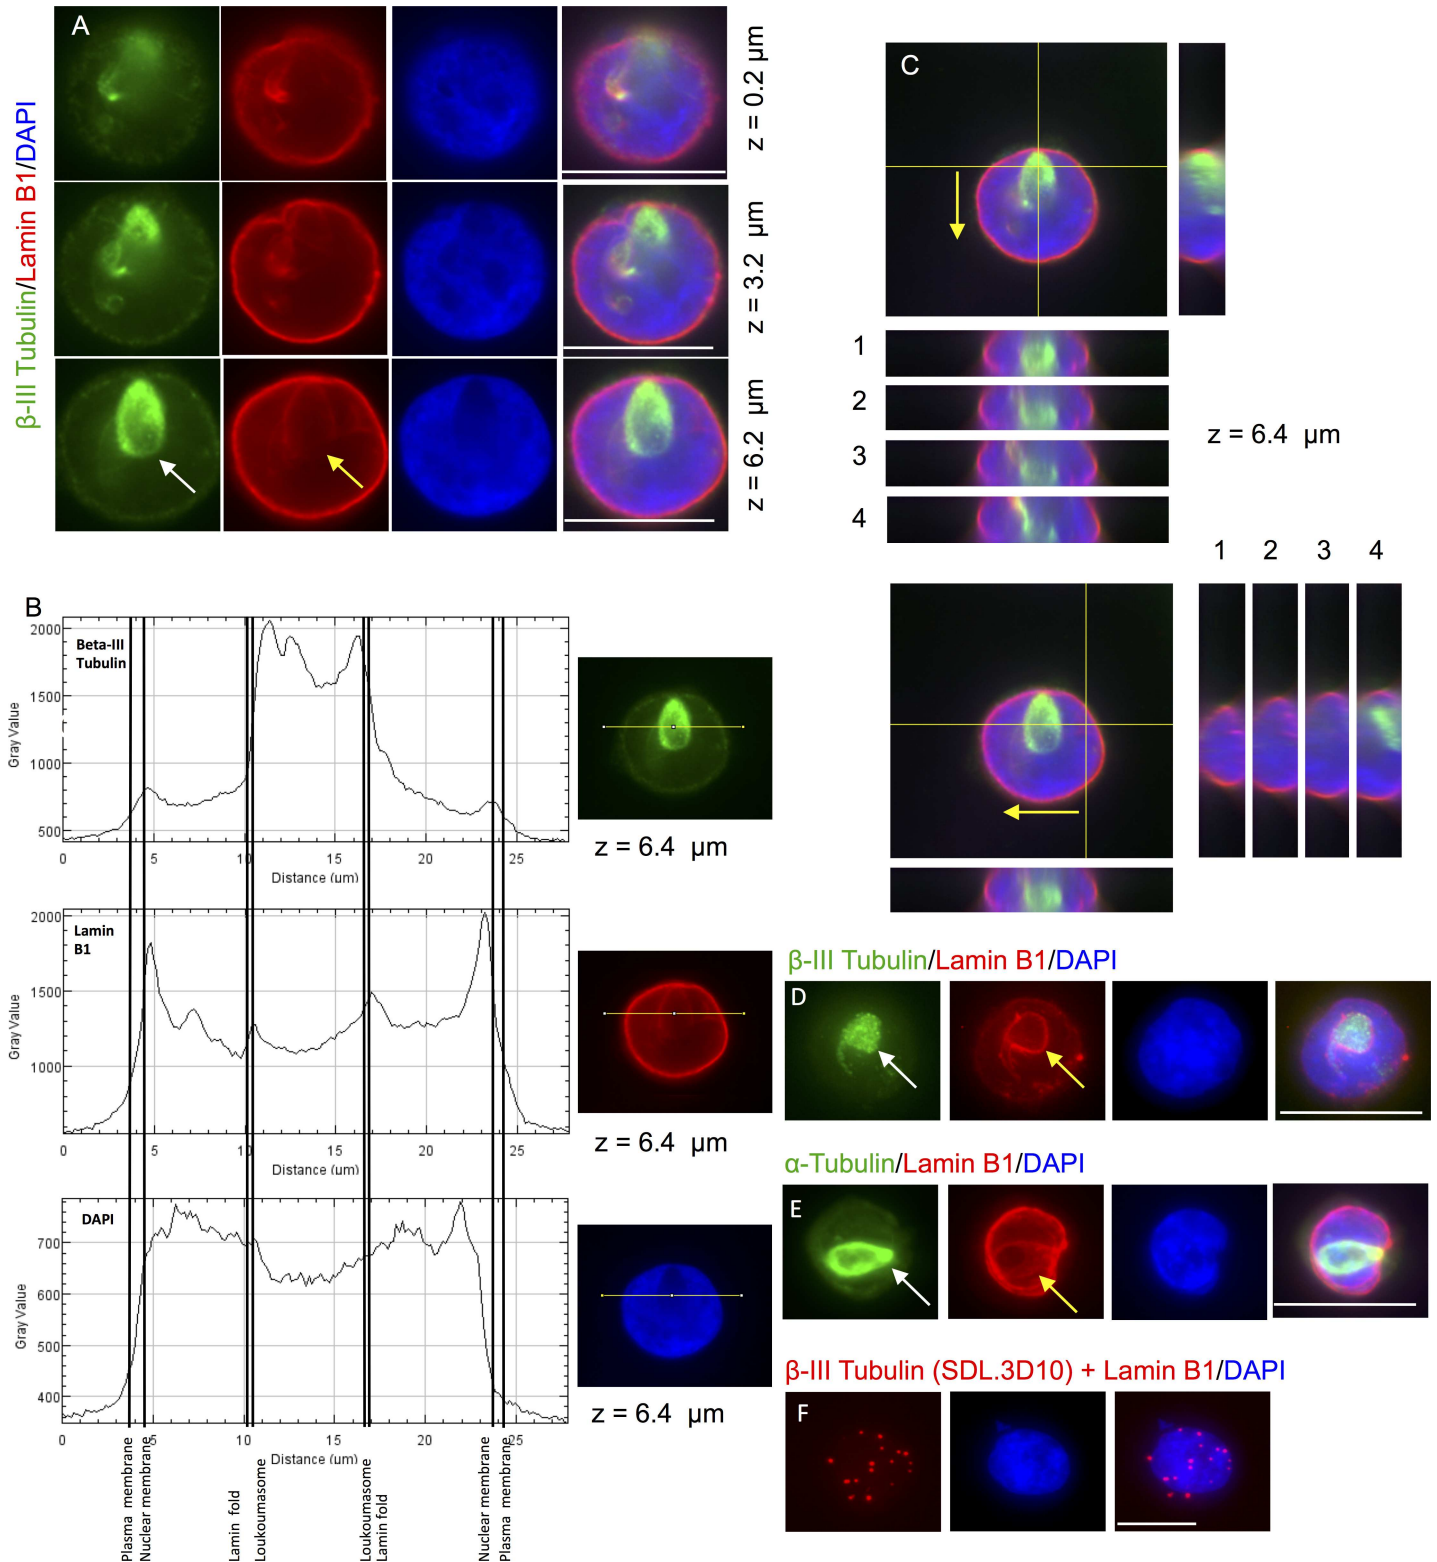 A
β-III Tubulin/Lamin B1/DAPI
z = 0.2 µm
z = 3.2 µm
z = 6.2 µm
C
1
2
3
4
z = 6.4 µm
1 2 3 4
B
Beta-III
Tubulin
Gray Value
2000
1500
1000
500
0 5 10 15 20 25
Distance (µm)
z = 6.4 µm
Lamin
B1
Gray Value
2000
1500
1000
0 5 10 15 20 25
Distance (µm)
z = 6.4 µm
DAPI
Gray Value
700
600
500
400
0 5 10 15 20 25
Distance (µm)
z = 6.4 µm
Plasma membrane
Nuclear membrane
Lamin fold
Loukoumasome
Loukoumasome
Lamin fold
Nuclear membrane
Plasma membrane
β-III Tubulin/Lamin B1/DAPI
D
α-Tubulin/Lamin B1/DAPI
E
β-III Tubulin (SDL.3D10) + Lamin B1/DAPI
F